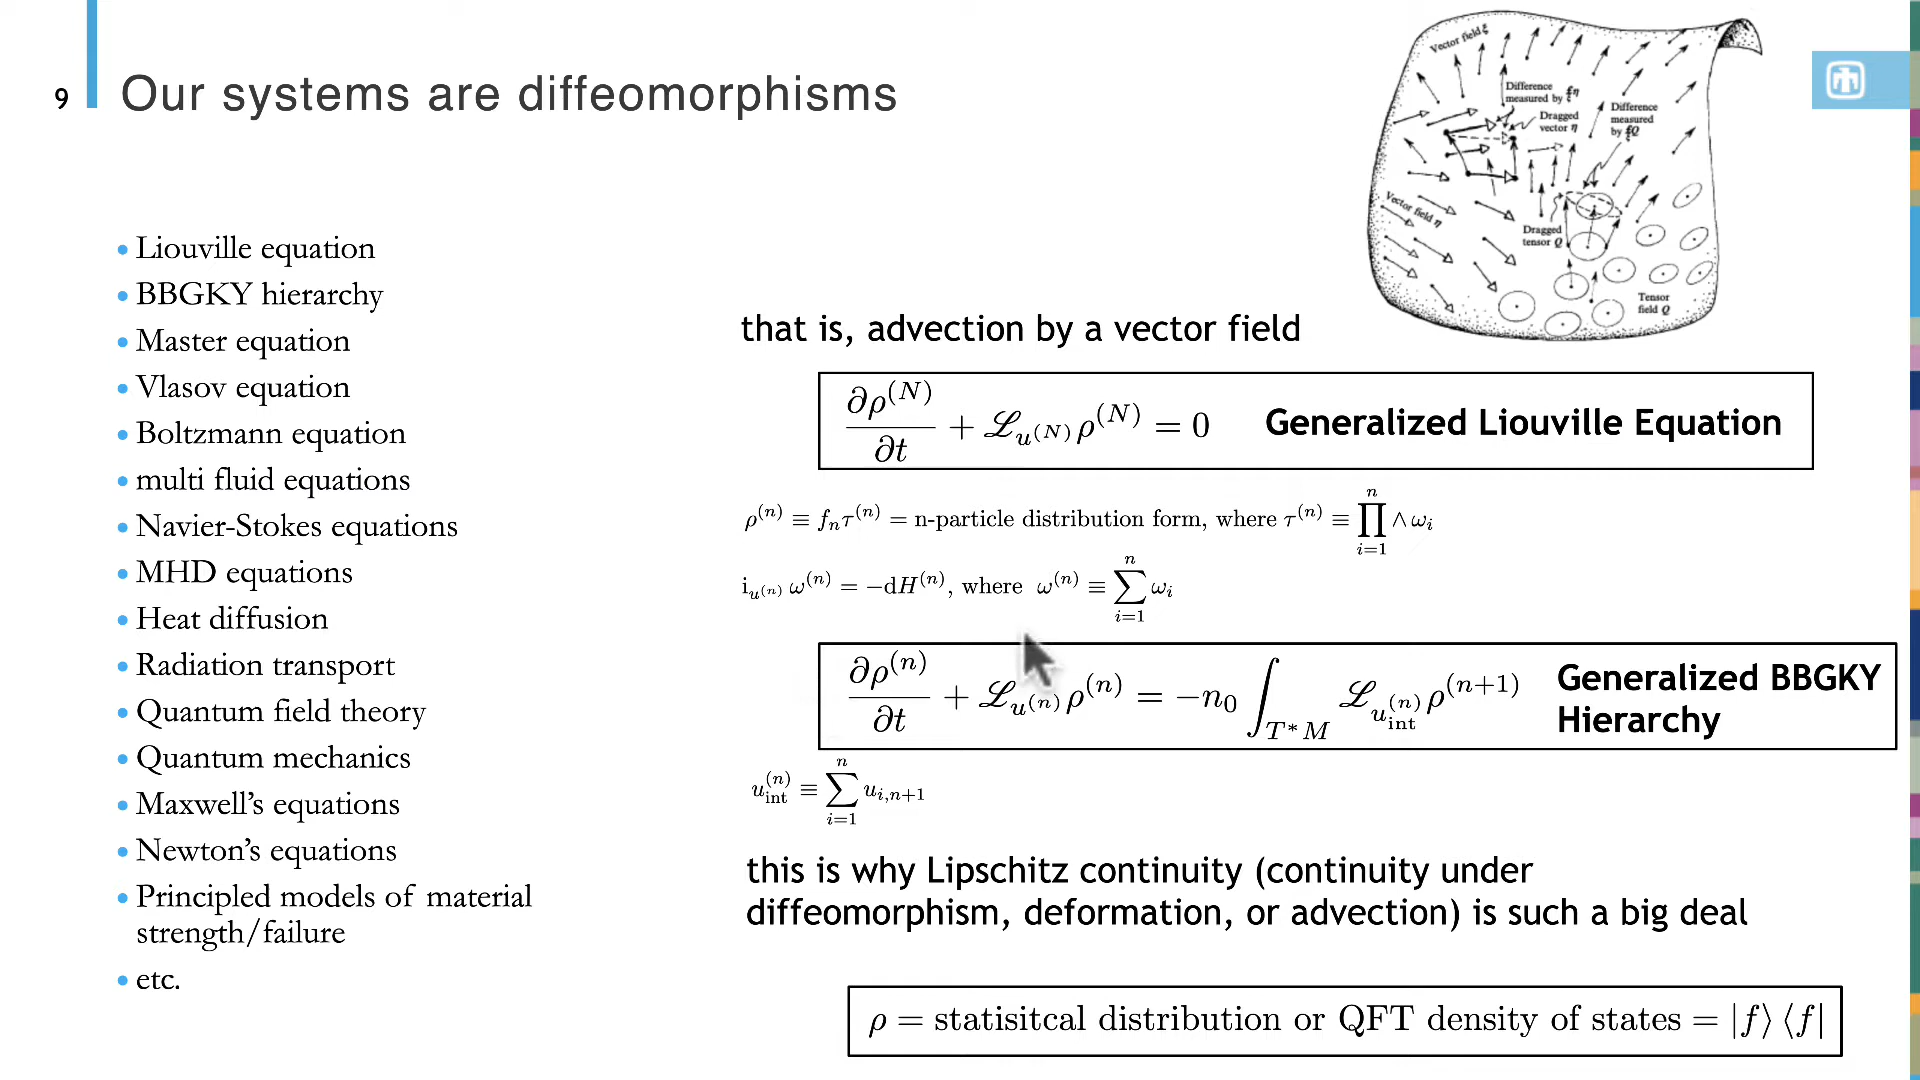 9
Our systems are diffeomorphisms
Liouville equation
BBGKY hierarchy
Master equation
Vlasov equation
Boltzmann equation
multi fluid equations
Navier-Stokes equations
MHD equations
Heat diffusion
Radiation transport
Quantum field theory
Quantum mechanics
Maxwell's equations
Newton's equations
Principled models of material
strength/failure
etc.
Vector field ξ
Difference
measured by £_ξ η
Dragged
vector η
Difference
measured
by £_ξ Q
Vector field η
Dragged
tensor Q
Tensor
field Q
that is, advection by a vector field
∂ρ^(N)/∂t + ℒ_{u^(N)} ρ^(N) = 0 Generalized Liouville Equation
ρ^(n) ≡ f_n τ^(n) = n-particle distribution form, where τ^(n) ≡ ∏_{i=1}^{n} ∧ ω_i
i_{u^(n)} ω^(n) = −dH^(n), where ω^(n) ≡ ∑_{i=1}^{n} ω_i
∂ρ^(n)/∂t + ℒ_{u^(n)} ρ^(n) = −n_0 ∫_{T*M} ℒ_{u_int^(n)} ρ^(n+1) Generalized BBGKY
Hierarchy
u_int^(n) ≡ ∑_{i=1}^{n} u_{i,n+1}
this is why Lipschitz continuity (continuity under
diffeomorphism, deformation, or advection) is such a big deal
ρ = statisitcal distribution or QFT density of states = |f⟩ ⟨f|